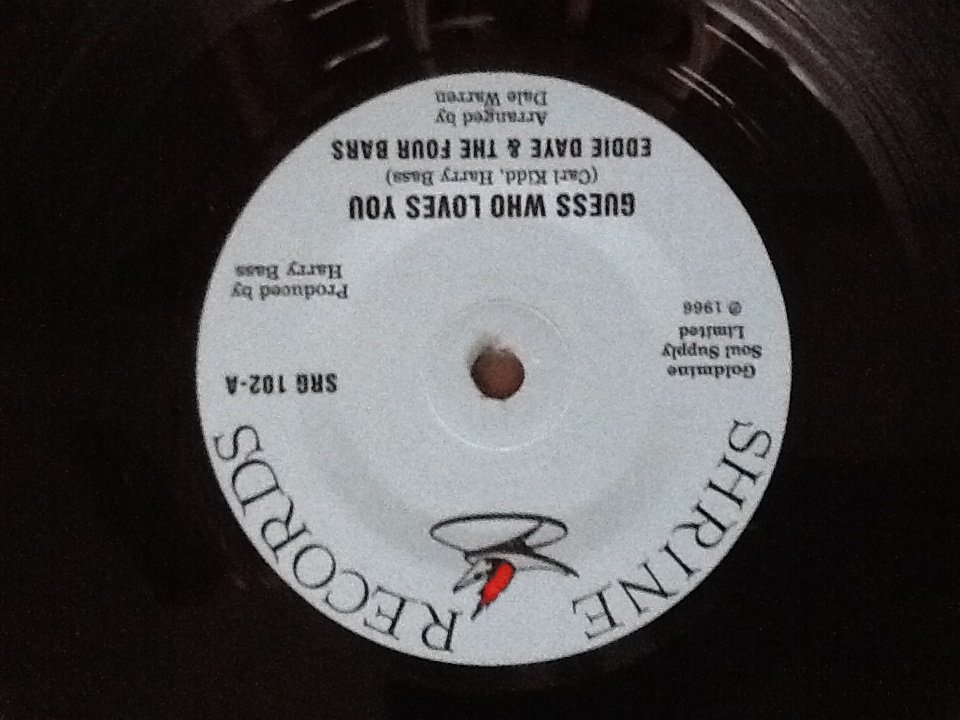 SHRINE RECORDS
Goldmine
Soul Supply
Limited
℗ 1966
SRG 102-A
Produced by
Harry Bass
GUESS WHO LOVES YOU
(Carl Kidd, Harry Bass)
EDDIE DAYE & THE FOUR BARS
Arranged by
Dale Warren